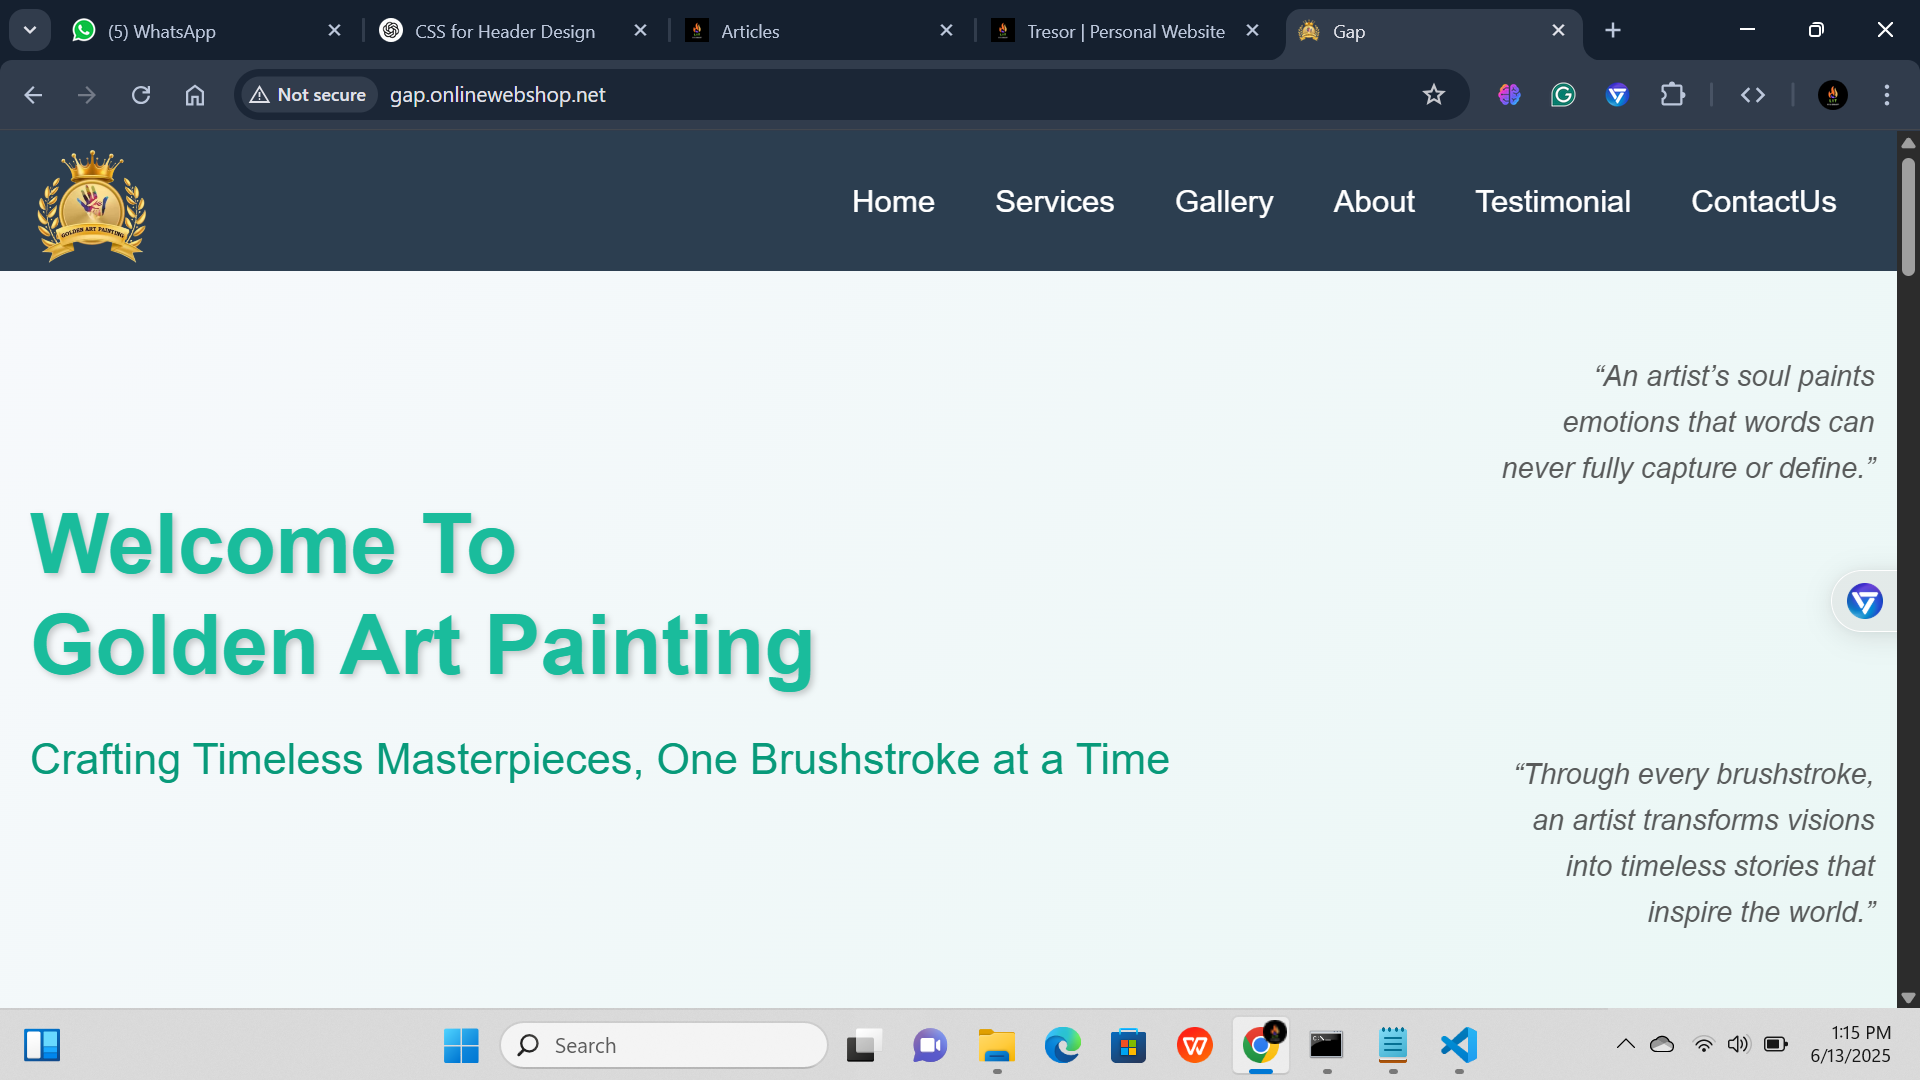 (5) WhatsApp
CSS for Header Design
Articles
Tresor | Personal Website
Gap
Not secure
gap.onlinewebshop.net
GOLDEN ART PAINTING
Home
Services
Gallery
About
Testimonial
ContactUs
“An artist’s soul paints
emotions that words can
never fully capture or define.”
Welcome To
Golden Art Painting
Crafting Timeless Masterpieces, One Brushstroke at a Time
“Through every brushstroke,
an artist transforms visions
into timeless stories that
inspire the world.”
Search
1:15 PM
6/13/2025